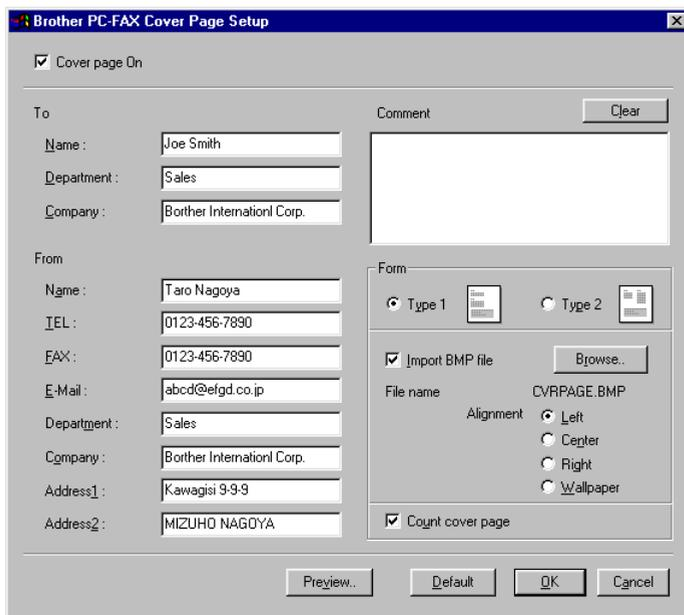 Brother PC-FAX Cover Page Setup
Cover page On
To
Name :
Joe Smith
Department :
Sales
Company :
Borther Internationl Corp.
From
Name :
Taro Nagoya
TEL :
0123-456-7890
FAX :
0123-456-7890
E-Mail :
abcd@efgd.co.jp
Department :
Sales
Company :
Borther Internationl Corp.
Address1 :
Kawagisi 9-9-9
Address2 :
MIZUHO NAGOYA
Comment
Clear
Form
Type 1
Type 2
Import BMP file
Browse..
File name
CVRPAGE.BMP
Alignment
Left
Center
Right
Wallpaper
Count cover page
Preview..
Default
OK
Cancel